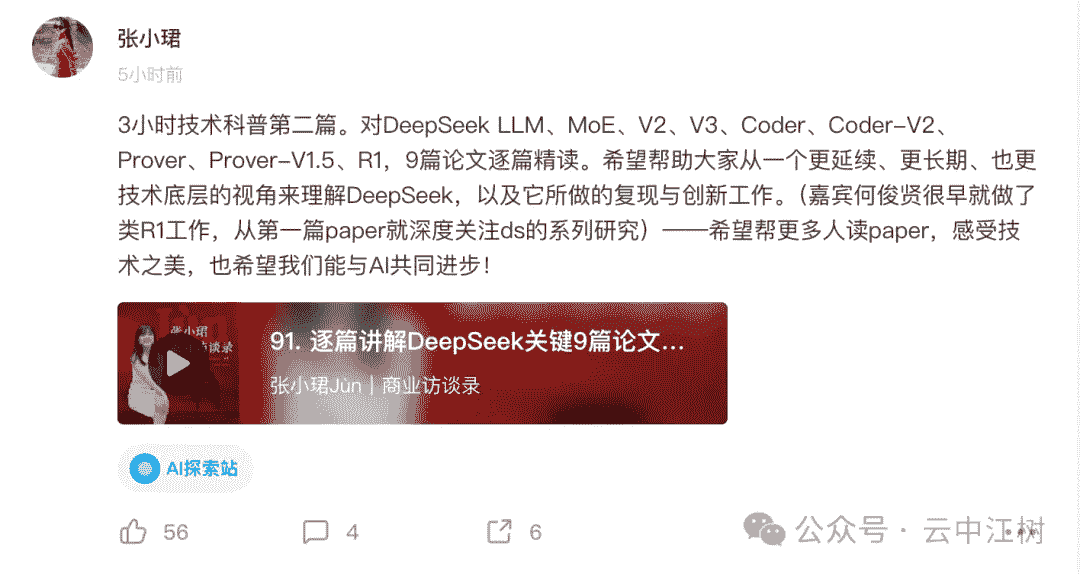 张小珺
5小时前
3小时技术科普第二篇。对DeepSeek LLM、MoE、V2、V3、Coder、Coder-V2、
Prover、Prover-V1.5、R1，9篇论文逐篇精读。希望帮助大家从一个更延续、更长期、也更
技术底层的视角来理解DeepSeek，以及它所做的复现与创新工作。（嘉宾何俊贤很早就做了
类R1工作，从第一篇paper就深度关注ds的系列研究）——希望帮更多人读paper，感受技
术之美，也希望我们能与AI共同进步！
张小珺
访谈录
91. 逐篇讲解DeepSeek关键9篇论文...
张小珺Jùn｜商业访谈录
AI探索站
56 4 6
公众号 · 云中江树